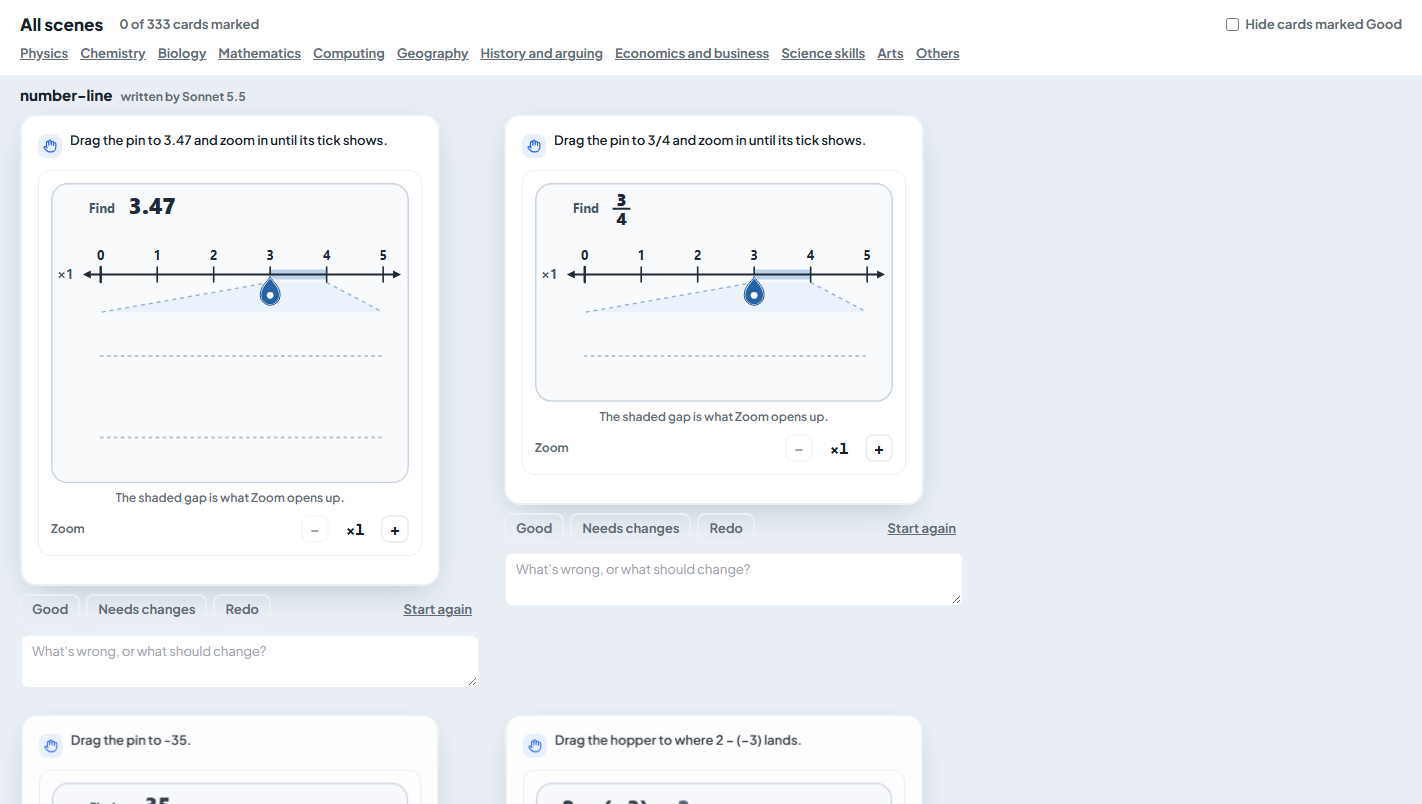 All scenes 0 of 333 cards marked
Hide cards marked Good
Physics Chemistry Biology Mathematics Computing Geography History and arguing Economics and business Science skills Arts Others
number-line written by Sonnet 5.5
Drag the pin to 3.47 and zoom in until its tick shows.
Find 3.47
0 1 2 3 4 5
×1
The shaded gap is what Zoom opens up.
Zoom − ×1 +
Good Needs changes Redo Start again
What's wrong, or what should change?
Drag the pin to 3/4 and zoom in until its tick shows.
Find 3/4
0 1 2 3 4 5
×1
The shaded gap is what Zoom opens up.
Zoom − ×1 +
Good Needs changes Redo Start again
What's wrong, or what should change?
Drag the pin to -35.
Drag the hopper to where 2 − (−3) lands.